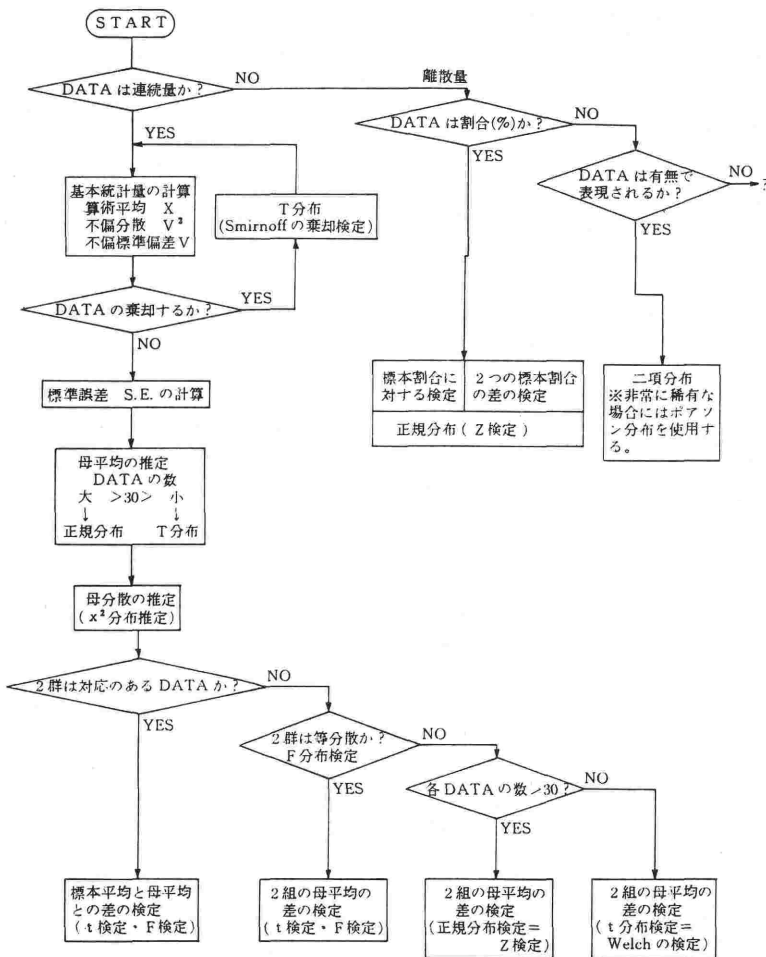 START
DATAは連続量か?
NO
離散量
YES
DATAは割合(%)か?
NO
YES
DATAは有無で
表現されるか?
NO
?
YES
基本統計量の計算
算術平均 X
不偏分散 V²
不偏標準偏差V
T分布
(Smirnoffの棄却検定)
DATAの棄却するか?
YES
NO
標準誤差 S.E.の計算
標本割合に
対する検定
2つの標本割合
の差の検定
正規分布(Z検定)
二項分布
※非常に稀有な
場合にはポアソ
ン分布を使用す
る。
母平均の推定
DATAの数
大 >30> 小
↓ ↓
正規分布 T分布
母分散の推定
(x²分布推定)
2群は対応のあるDATAか?
NO
YES
2群は等分散か?
F分布検定
NO
YES
各DATAの数>30?
NO
YES
標本平均と母平均
との差の検定
(t検定・F検定)
2組の母平均の
差の検定
(t検定・F検定)
2組の母平均の
差の検定
(正規分布検定=
Z検定)
2組の母平均の
差の検定
(t分布検定=
Welchの検定)